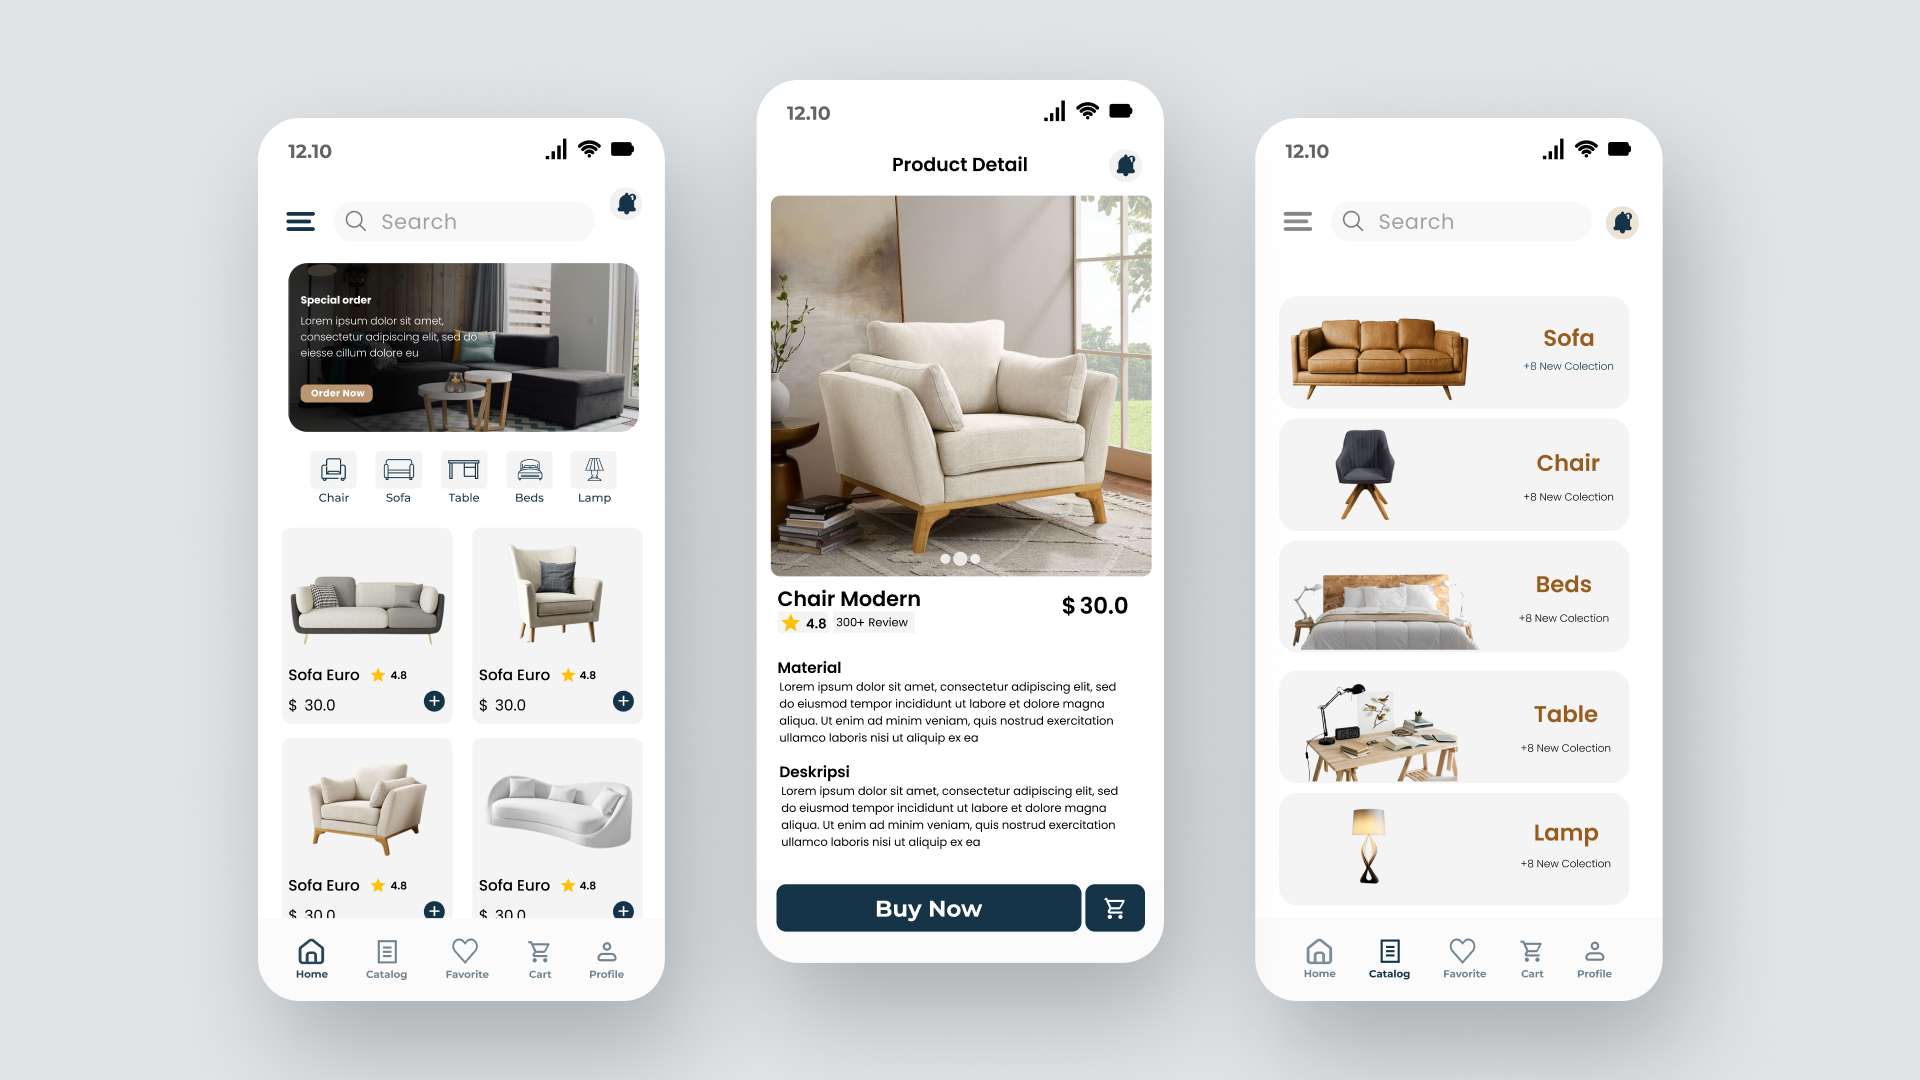 12.10
Search
Special order
Lorem ipsum dolor sit amet,
consectetur adipiscing elit, sed do
eiesse cillum dolore eu
Order Now
Chair Sofa Table Beds Lamp
Sofa Euro 4.8
$ 30.0
Sofa Euro 4.8
$ 30.0
Sofa Euro 4.8
$ 30.0
Sofa Euro 4.8
$ 30.0
Home Catalog Favorite Cart Profile
12.10
Product Detail
Chair Modern
$ 30.0
4.8 300+ Review
Material
Lorem ipsum dolor sit amet, consectetur adipiscing elit, sed
do eiusmod tempor incididunt ut labore et dolore magna
aliqua. Ut enim ad minim veniam, quis nostrud exercitation
ullamco laboris nisi ut aliquip ex ea
Deskripsi
Lorem ipsum dolor sit amet, consectetur adipiscing elit, sed
do eiusmod tempor incididunt ut labore et dolore magna
aliqua. Ut enim ad minim veniam, quis nostrud exercitation
ullamco laboris nisi ut aliquip ex ea
Buy Now
12.10
Search
Sofa
+8 New Colection
Chair
+8 New Colection
Beds
+8 New Colection
Table
+8 New Colection
Lamp
+8 New Colection
Home Catalog Favorite Cart Profile